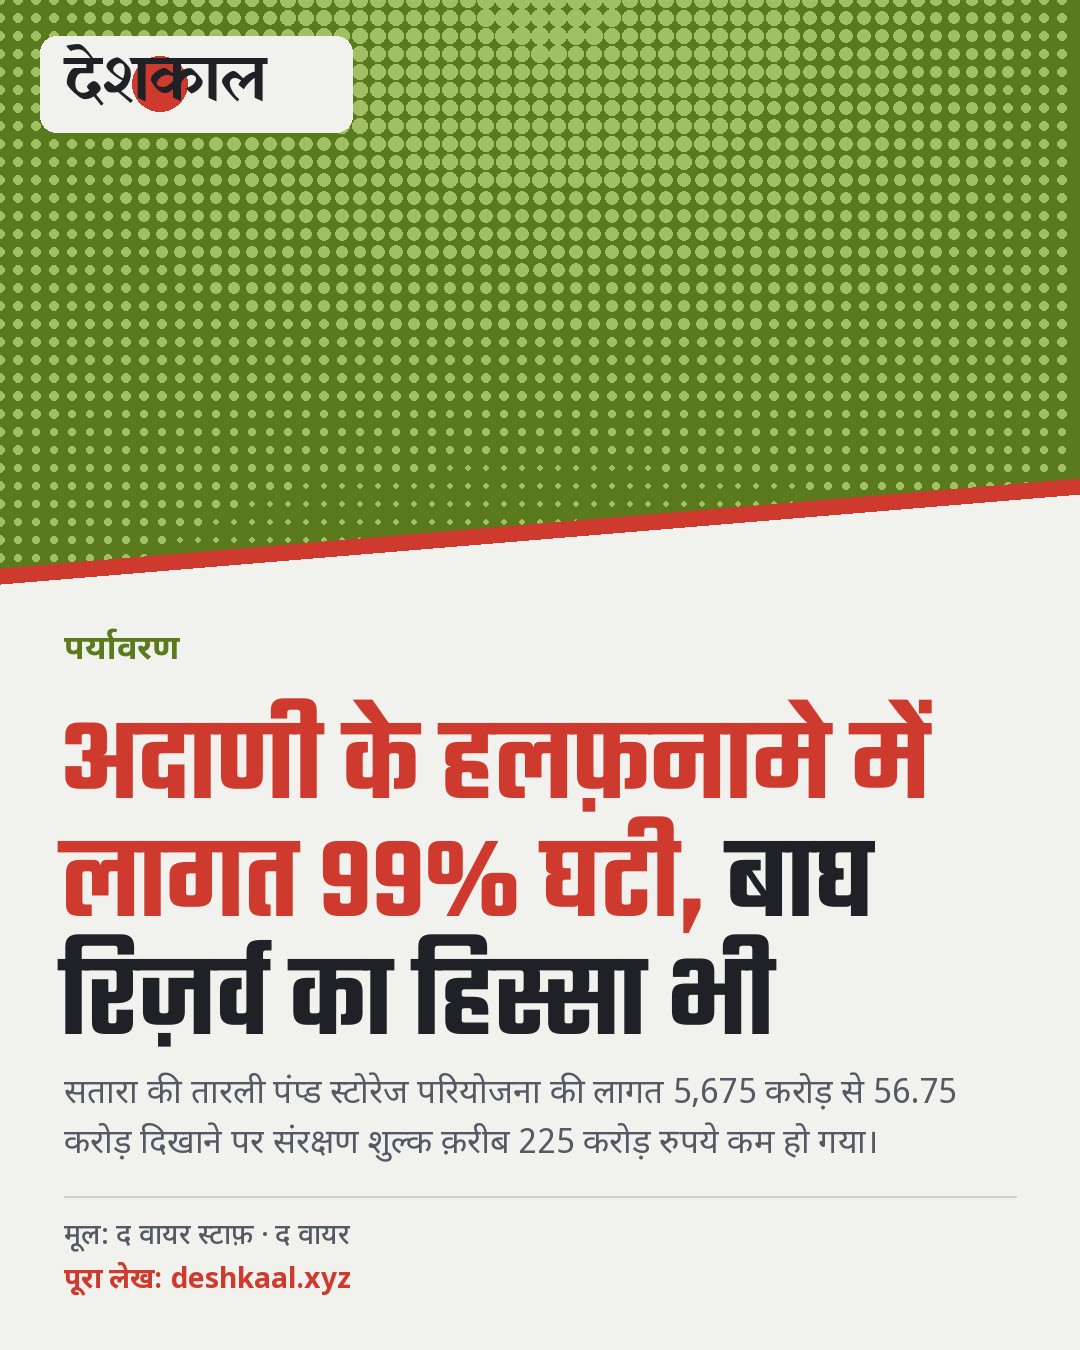 देशकाल
पर्यावरण
अदाणी के हलफ़नामे में
लागत 99% घटी, बाघ
रिज़र्व का हिस्सा भी
सतारा की तारली पंप्ड स्टोरेज परियोजना की लागत 5,675 करोड़ से 56.75
करोड़ दिखाने पर संरक्षण शुल्क क़रीब 225 करोड़ रुपये कम हो गया।
मूल: द वायर स्टाफ़ · द वायर
पूरा लेख: deshkaal.xyz